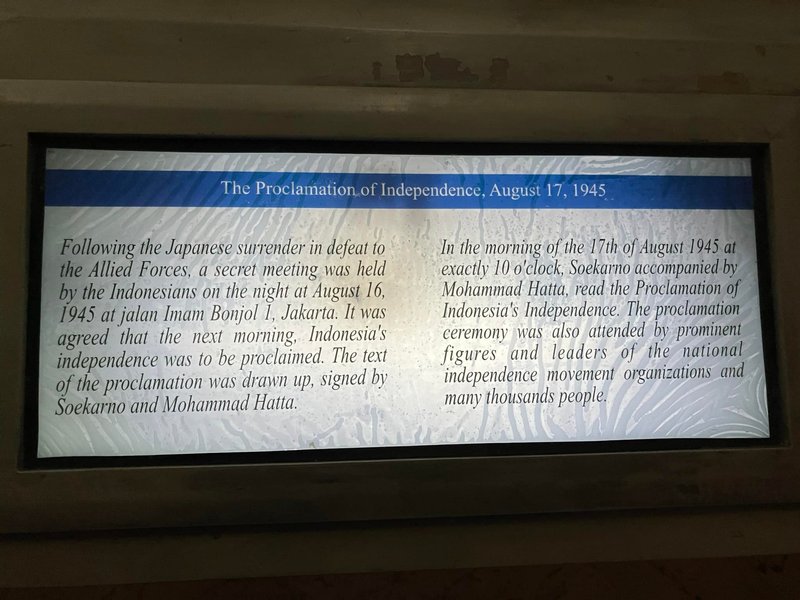 The Proclamation of Independence, August 17, 1945
Following the Japanese surrender in defeat to
the Allied Forces, a secret meeting was held
by the Indonesians on the night at August 16,
1945 at jalan Imam Bonjol 1, Jakarta. It was
agreed that the next morning, Indonesia's
independence was to be proclaimed. The text
of the proclamation was drawn up, signed by
Soekarno and Mohammad Hatta.
In the morning of the 17th of August 1945 at
exactly 10 o'clock, Soekarno accompanied by
Mohammad Hatta, read the Proclamation of
Indonesia's Independence. The proclamation
ceremony was also attended by prominent
figures and leaders of the national
independence movement organizations and
many thousands people.